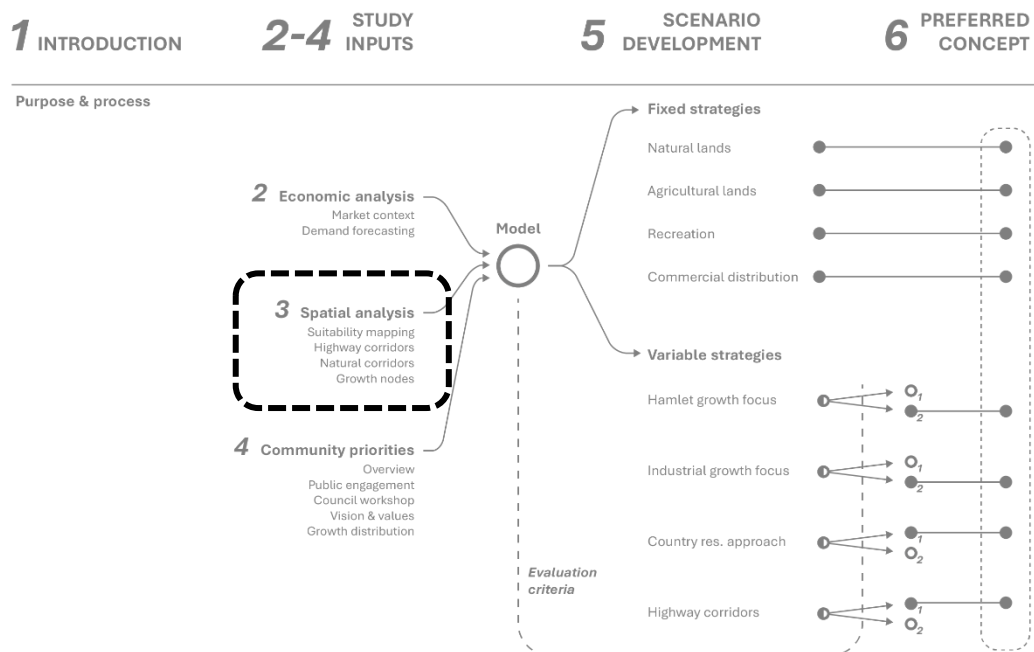 1 INTRODUCTION
2-4 STUDY INPUTS
5 SCENARIO DEVELOPMENT
6 PREFERRED CONCEPT
Purpose & process
2 Economic analysis
Market context
Demand forecasting
3 Spatial analysis
Suitability mapping
Highway corridors
Natural corridors
Growth nodes
4 Community priorities
Overview
Public engagement
Council workshop
Vision & values
Growth distribution
Model
Evaluation
criteria
Fixed strategies
Natural lands
Agricultural lands
Recreation
Commercial distribution
Variable strategies
Hamlet growth focus
1
2
Industrial growth focus
1
2
Country res. approach
1
2
Highway corridors
1
2